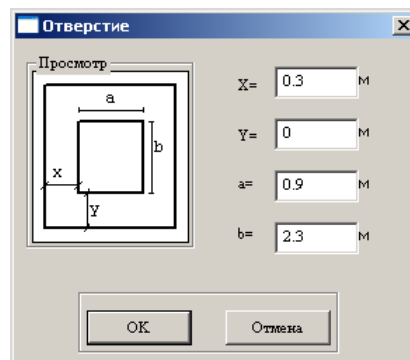 Отверстие
Просмотр
a
b
x
y
X= 0.3 м
Y= 0 м
a= 0.9 м
b= 2.3 м
OK
Отмена